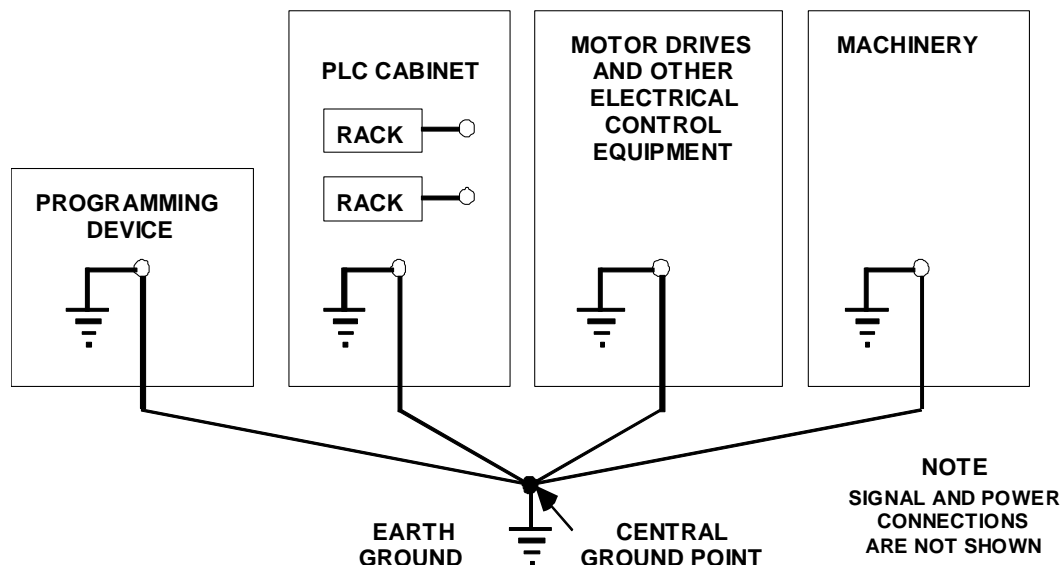 PROGRAMMING
DEVICE
PLC CABINET
RACK
RACK
MOTOR DRIVES
AND OTHER
ELECTRICAL
CONTROL
EQUIPMENT
MACHINERY
EARTH
GROUND
CENTRAL
GROUND POINT
NOTE
SIGNAL AND POWER
CONNECTIONS
ARE NOT SHOWN